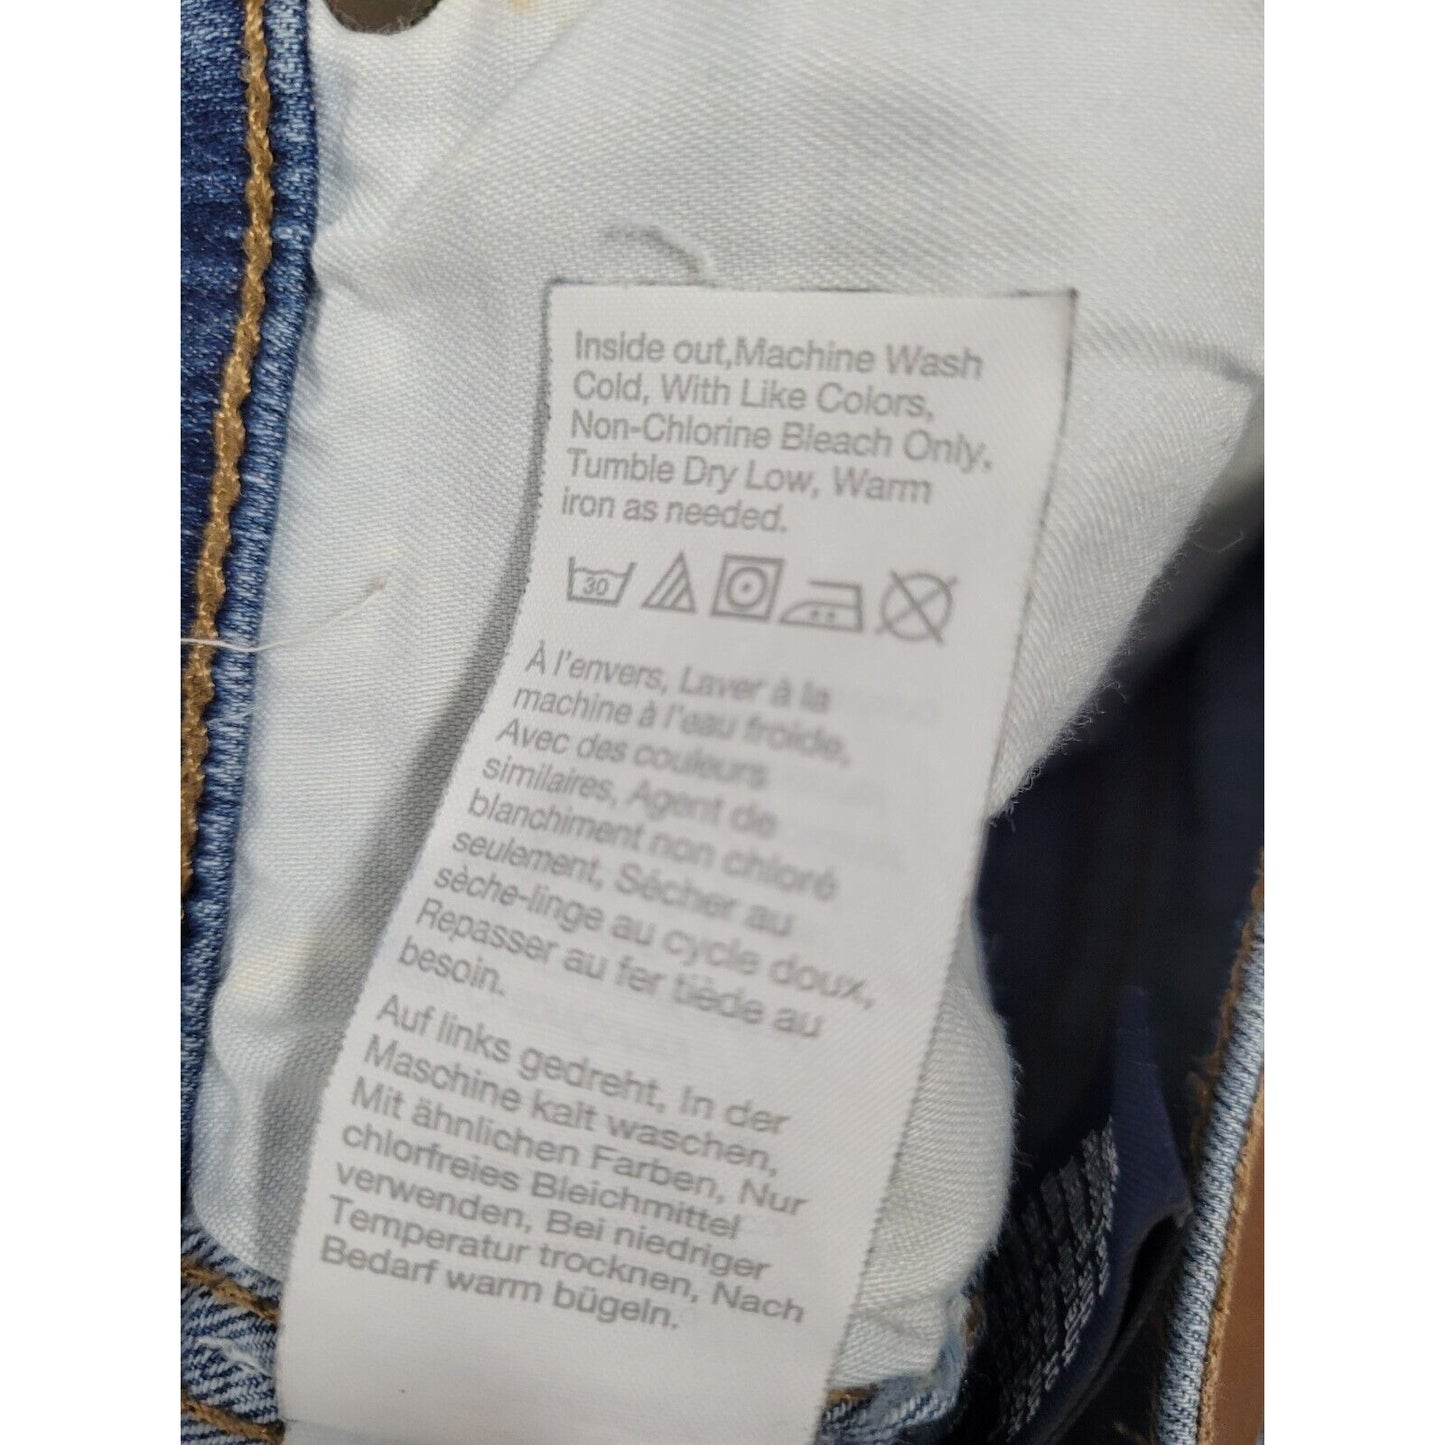 Inside out,Machine Wash
Cold, With Like Colors,
Non-Chlorine Bleach Only,
Tumble Dry Low, Warm
iron as needed.
30
À l'envers, Laver à la
machine à l'eau froide,
Avec des couleurs
similaires, Agent de
blanchiment non chloré
seulement, Sécher au
sèche-linge au cycle doux,
Repasser au fer tiède au
besoin.
Auf links gedreht, In der
Maschine kalt waschen,
Mit ähnlichen Farben, Nur
chlorfreies Bleichmittel
verwenden, Bei niedriger
Temperatur trocknen, Nach
Bedarf warm bügeln.